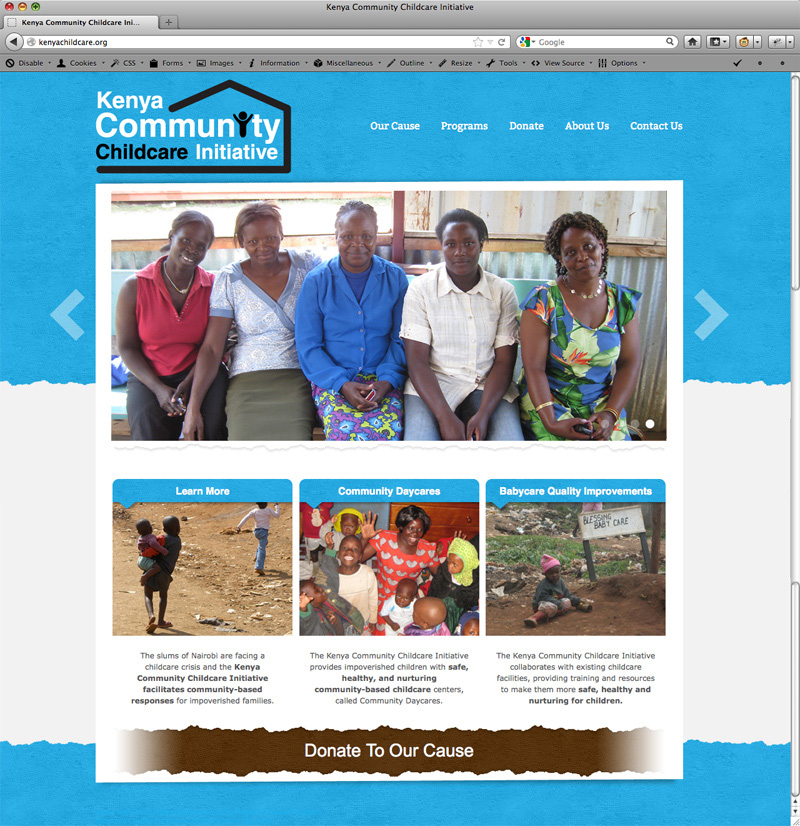 Kenya Community Childcare Initiative
Kenya Community Childcare Ini...
kenyachildcare.org
Google
Disable
Cookies
CSS
Forms
Images
Information
Miscellaneous
Outline
Resize
Tools
View Source
Options
Kenya
Community
Childcare Initiative
Our Cause
Programs
Donate
About Us
Contact Us
Learn More
Community Daycares
Babycare Quality Improvements
BLESSING
BABY CARE
The slums of Nairobi are facing a
childcare crisis and the Kenya
Community Childcare Initiative
facilitates community-based
responses for impoverished families.
The Kenya Community Childcare Initiative
provides impoverished children with safe,
healthy, and nurturing
community-based childcare centers,
called Community Daycares.
The Kenya Community Childcare Initiative
collaborates with existing childcare
facilities, providing training and resources
to make them more safe, healthy and
nurturing for children.
Donate To Our Cause